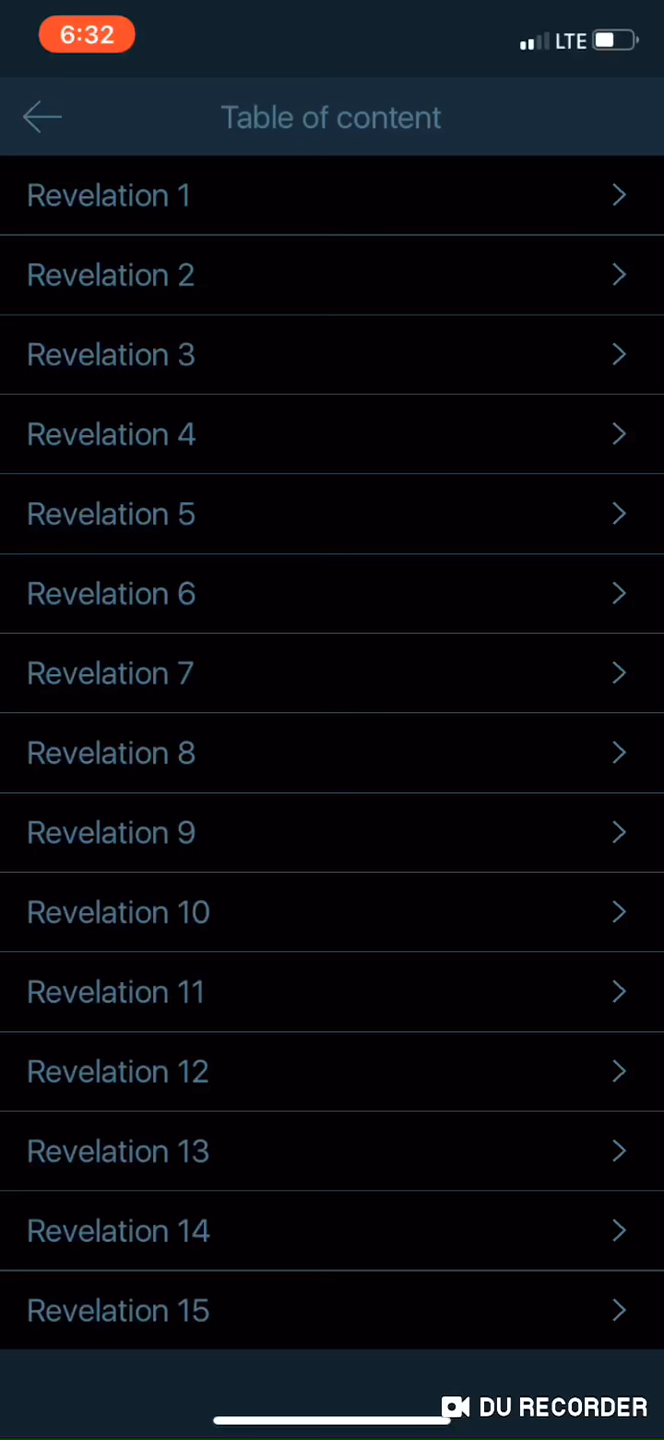 6:32
LTE
Table of content
Revelation 1
Revelation 2
Revelation 3
Revelation 4
Revelation 5
Revelation 6
Revelation 7
Revelation 8
Revelation 9
Revelation 10
Revelation 11
Revelation 12
Revelation 13
Revelation 14
Revelation 15
DU RECORDER